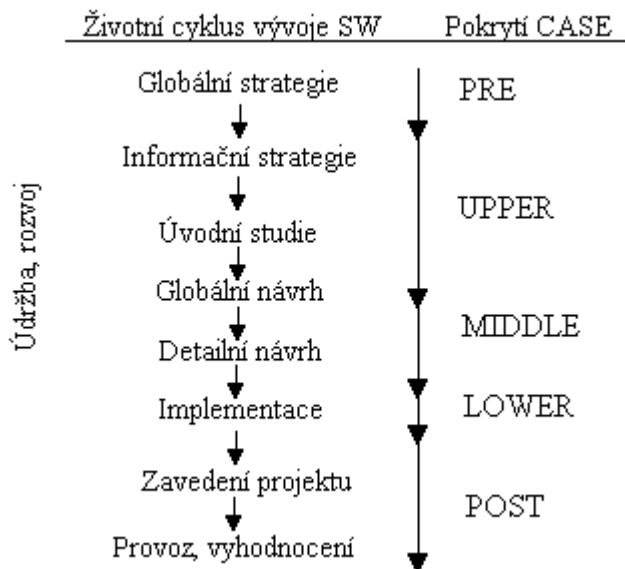 Životní cyklus vývoje SW
Pokrytí CASE
Globální strategie
PRE
Informační strategie
UPPER
Úvodní studie
Globální návrh
MIDDLE
Detailní návrh
Implementace
LOWER
Zavedení projektu
POST
Provoz, vyhodnocení
Údržba, rozvoj